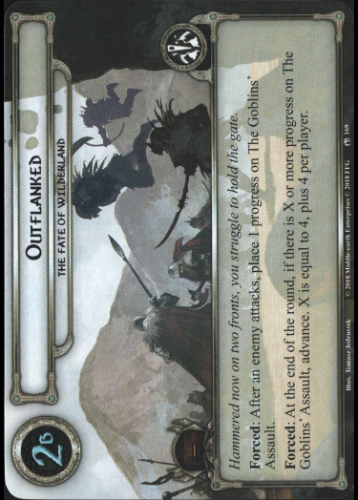 2B
OUTFLANKED
THE FATE OF WILDERLAND
Hammered now on two fronts, you struggle to hold the gate.
Forced: After an enemy attacks, place 1 progress on The Goblins'
Assault.
Forced: At the end of the round, if there is X or more progress on The
Goblins' Assault, advance. X is equal to 4, plus 4 per player.
Illus. Tomasz Jedruszek © 2018 Middle-earth Enterprises © 2018 FFG 169